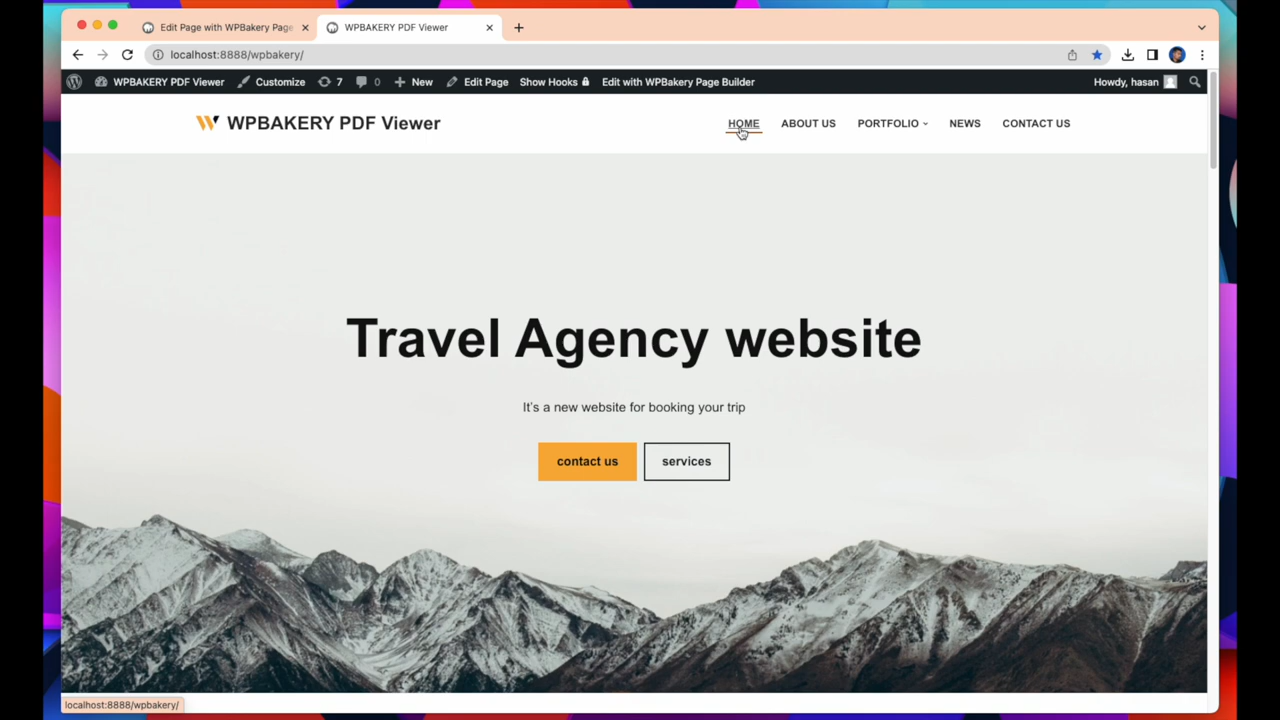 Edit Page with WPBakery Page
WPBAKERY PDF Viewer
localhost:8888/wpbakery/
WPBAKERY PDF Viewer
Customize
7
0
New
Edit Page
Show Hooks
Edit with WPBakery Page Builder
Howdy, hasan
WPBAKERY PDF Viewer
HOME
ABOUT US
PORTFOLIO
NEWS
CONTACT US
Travel Agency website
It's a new website for booking your trip
contact us
services
localhost:8888/wpbakery/